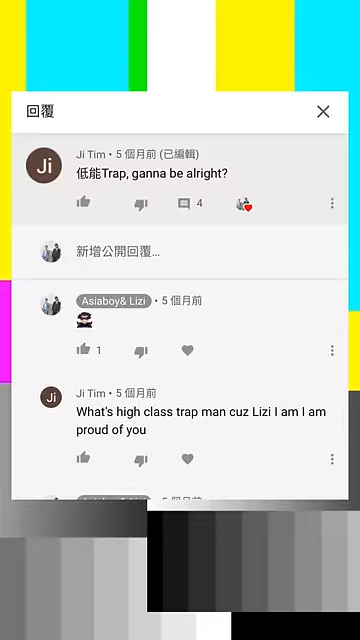 回覆
Ji
Ji Tim • 5 個月前 (已編輯)
低能Trap, ganna be alright?
4
新增公開回覆...
Asiaboy& Lizi • 5 個月前
1
Ji
Ji Tim • 5 個月前
What's high class trap man cuz Lizi I am I am
proud of you